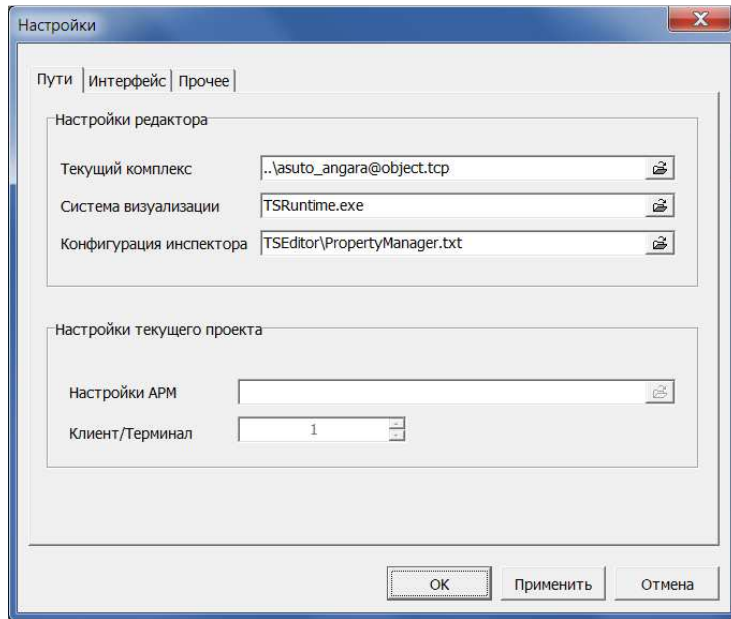 Настройки
Пути Интерфейс Прочее
Настройки редактора
Текущий комплекс ..\asuto_angara@object.tcp
Система визуализации TSRuntime.exe
Конфигурация инспектора TSEditor\PropertyManager.txt
Настройки текущего проекта
Настройки АРМ
Клиент/Терминал 1
OK Применить Отмена